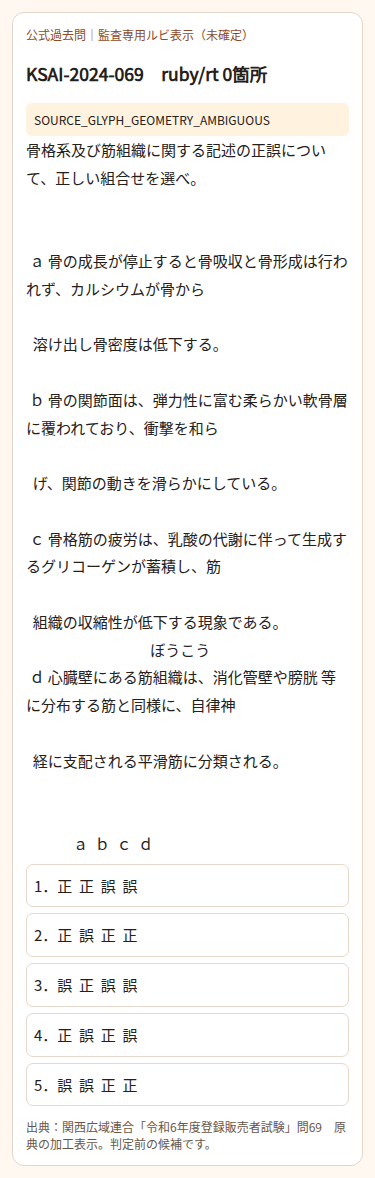 公式過去問｜監査専用ルビ表示（未確定）
KSAI-2024-069　ruby/rt 0箇所
SOURCE_GLYPH_GEOMETRY_AMBIGUOUS
骨格系及び筋組織に関する記述の正誤につい
て、正しい組合せを選べ。
ａ 骨の成長が停止すると骨吸収と骨形成は行わ
れず、カルシウムが骨から
溶け出し骨密度は低下する。
ｂ 骨の関節面は、弾力性に富む柔らかい軟骨層
に覆われており、衝撃を和ら
げ、関節の動きを滑らかにしている。
ｃ 骨格筋の疲労は、乳酸の代謝に伴って生成す
るグリコーゲンが蓄積し、筋
組織の収縮性が低下する現象である。
ぼうこう
ｄ 心臓壁にある筋組織は、消化管壁や膀胱 等
に分布する筋と同様に、自律神
経に支配される平滑筋に分類される。
ａ ｂ ｃ ｄ
1．正 正 誤 誤
2．正 誤 正 正
3．誤 正 誤 誤
4．正 誤 正 誤
5．誤 誤 正 正
出典：関西広域連合「令和6年度登録販売者試験」問69　原
典の加工表示。判定前の候補です。